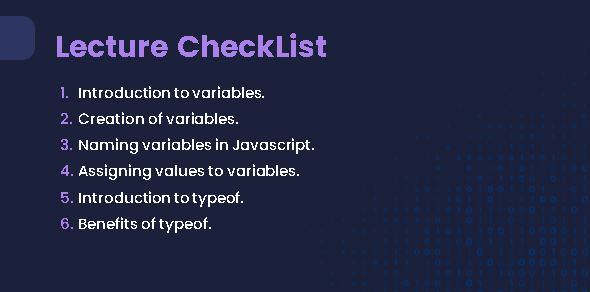 Lecture CheckList
1. Introduction to variables.
2. Creation of variables.
3. Naming variables in Javascript.
4. Assigning values to variables.
5. Introduction to typeof.
6. Benefits of typeof.